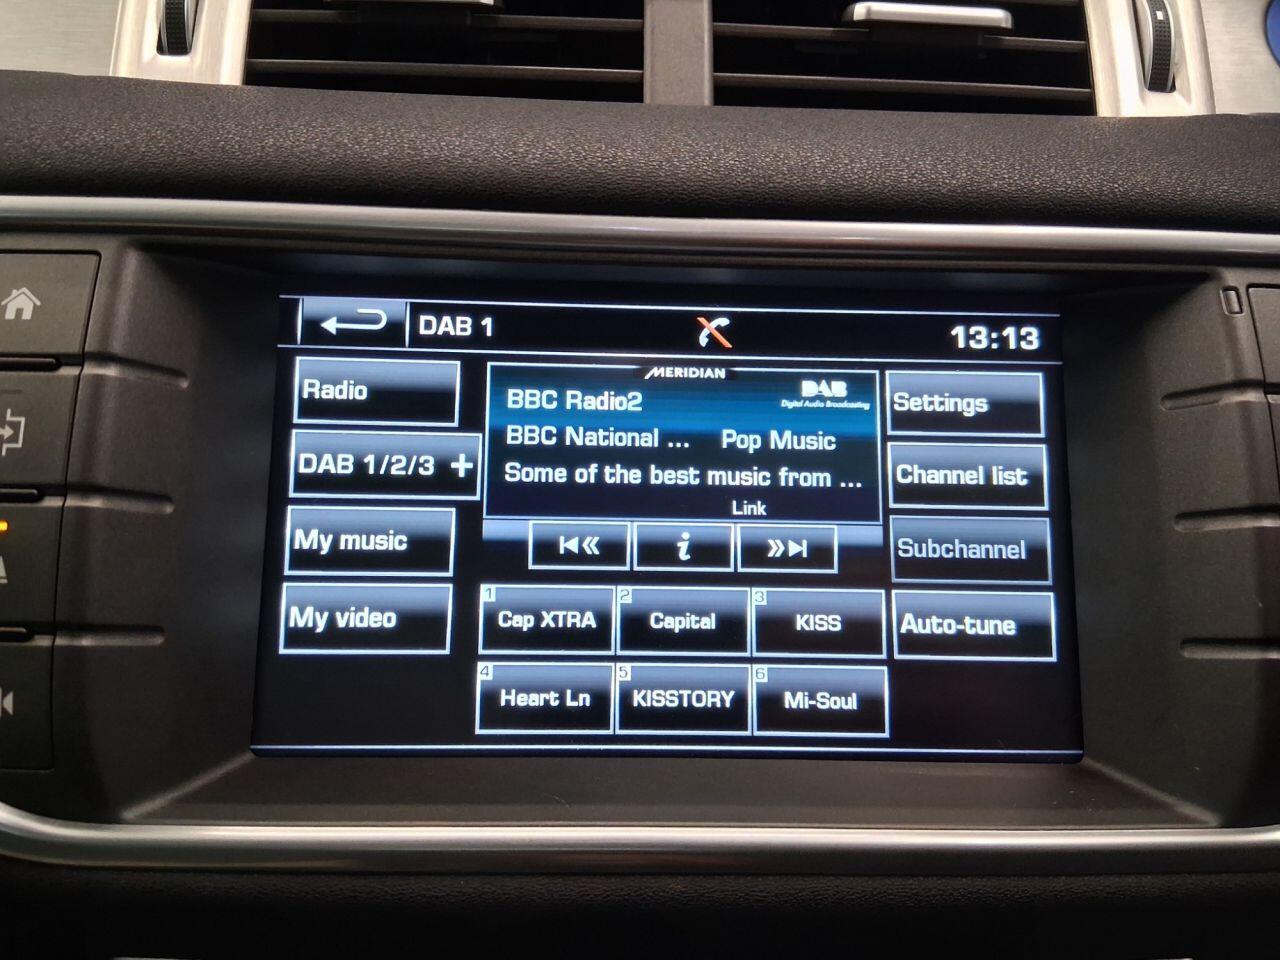 DAB 1
13:13
Radio
DAB 1/2/3 +
My music
My video
MERIDIAN
BBC Radio2
DAB
Digital Audio Broadcasting
BBC National ... Pop Music
Some of the best music from ...
Link
i
1 Cap XTRA
2 Capital
3 KISS
4 Heart Ln
5 KISSTORY
6 Mi-Soul
Settings
Channel list
Subchannel
Auto-tune